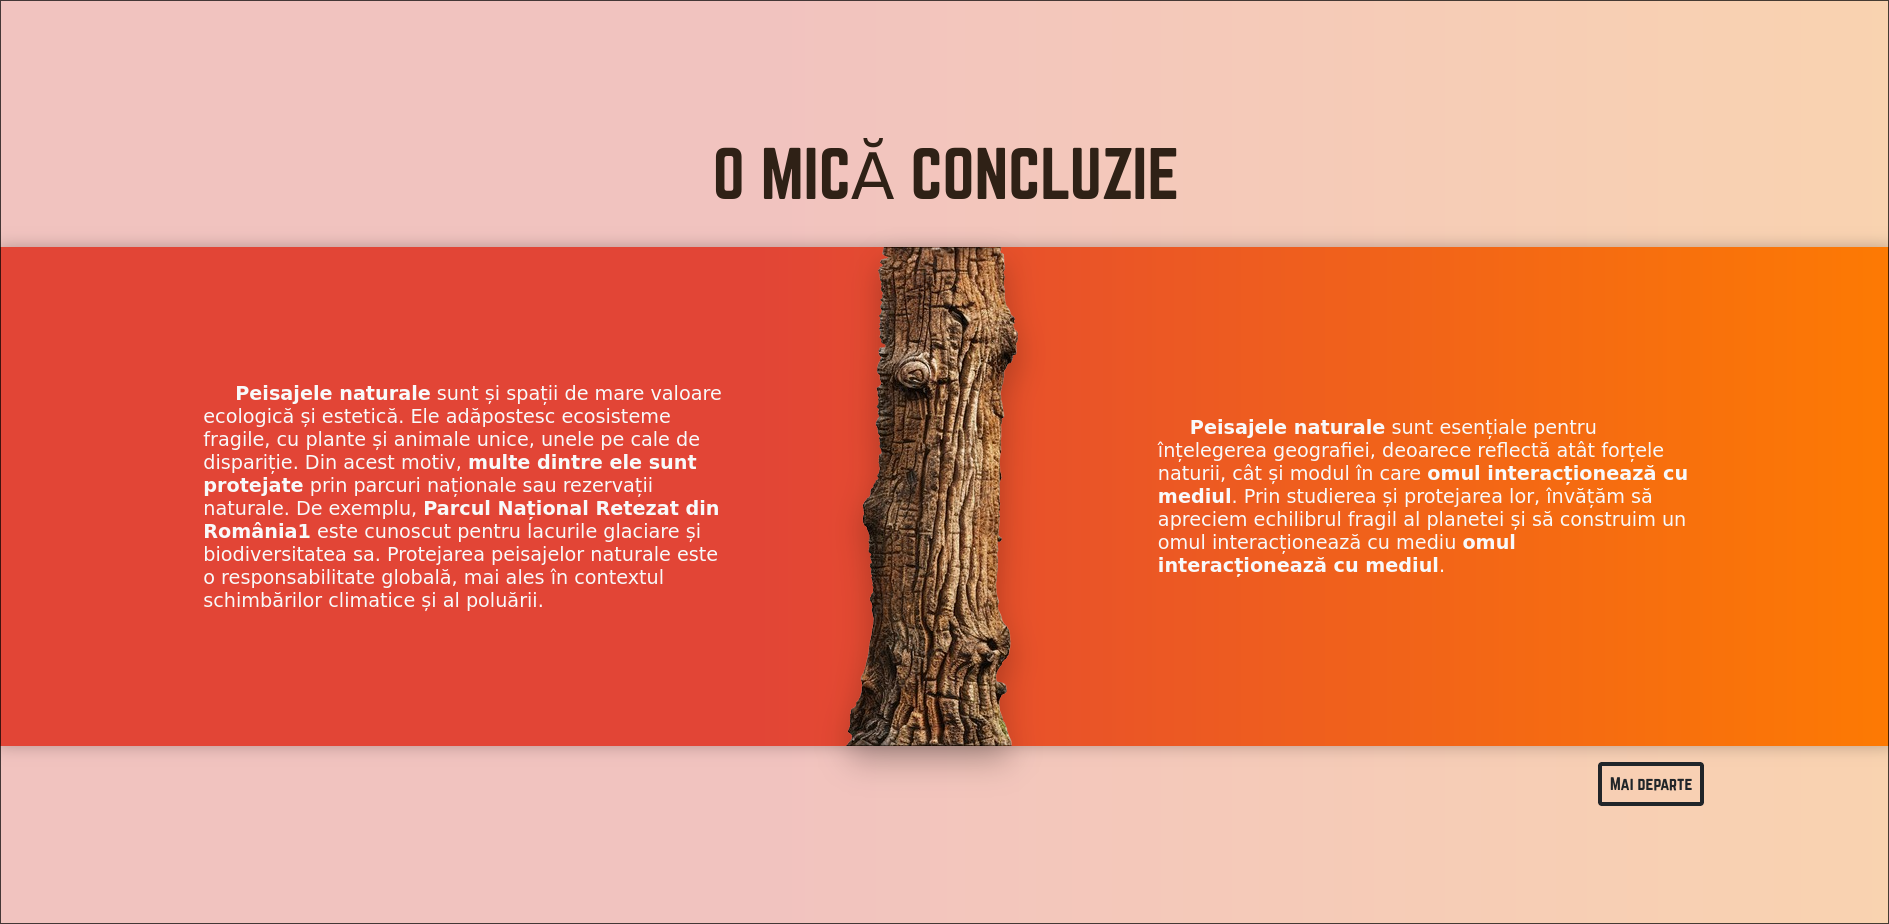 O MICĂ CONCLUZIE
Peisajele naturale sunt și spații de mare valoare
ecologică și estetică. Ele adăpostesc ecosisteme
fragile, cu plante și animale unice, unele pe cale de
dispariție. Din acest motiv, multe dintre ele sunt
protejate prin parcuri naționale sau rezervații
naturale. De exemplu, Parcul Național Retezat din
România1 este cunoscut pentru lacurile glaciare și
biodiversitatea sa. Protejarea peisajelor naturale este
o responsabilitate globală, mai ales în contextul
schimbărilor climatice și al poluării.
Peisajele naturale sunt esențiale pentru
înțelegerea geografiei, deoarece reflectă atât forțele
naturii, cât și modul în care omul interacționează cu
mediul. Prin studierea și protejarea lor, învățăm să
apreciem echilibrul fragil al planetei și să construim un
omul interacționează cu mediu omul
interacționează cu mediul.
Mai departe